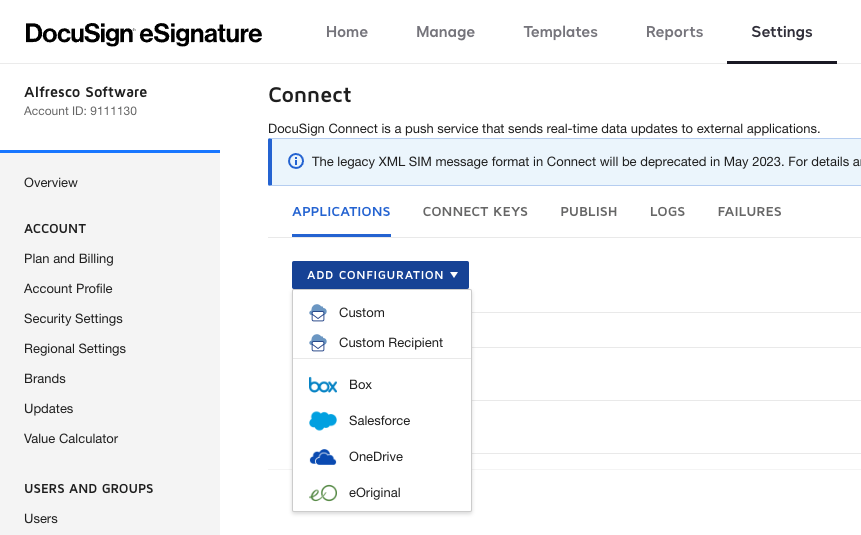 DocuSign eSignature
Home
Manage
Templates
Reports
Settings
Alfresco Software
Account ID: 9111130
Overview
ACCOUNT
Plan and Billing
Account Profile
Security Settings
Regional Settings
Brands
Updates
Value Calculator
USERS AND GROUPS
Users
Connect
DocuSign Connect is a push service that sends real-time data updates to external applications.
The legacy XML SIM message format in Connect will be deprecated in May 2023. For details a
APPLICATIONS
CONNECT KEYS
PUBLISH
LOGS
FAILURES
ADD CONFIGURATION
Custom
Custom Recipient
box Box
Salesforce
OneDrive
eO eOriginal